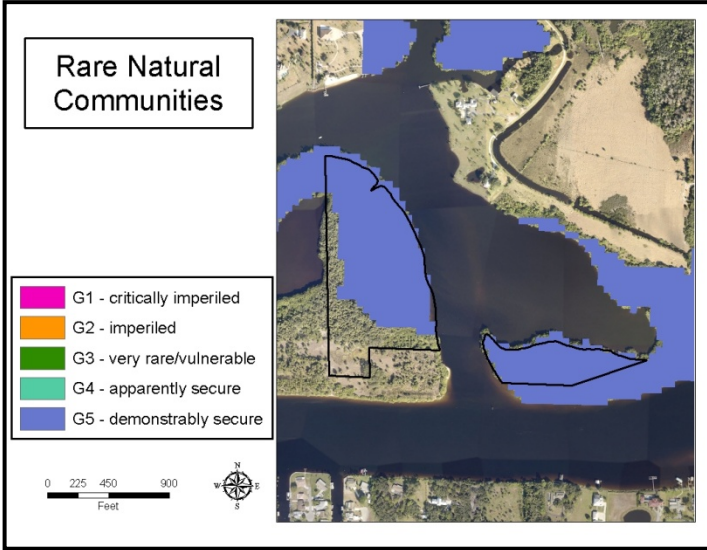 Rare Natural
Communities
G1 - critically imperiled
G2 - imperiled
G3 - very rare/vulnerable
G4 - apparently secure
G5 - demonstrably secure
0 225 450 900
Feet
N
W E
S